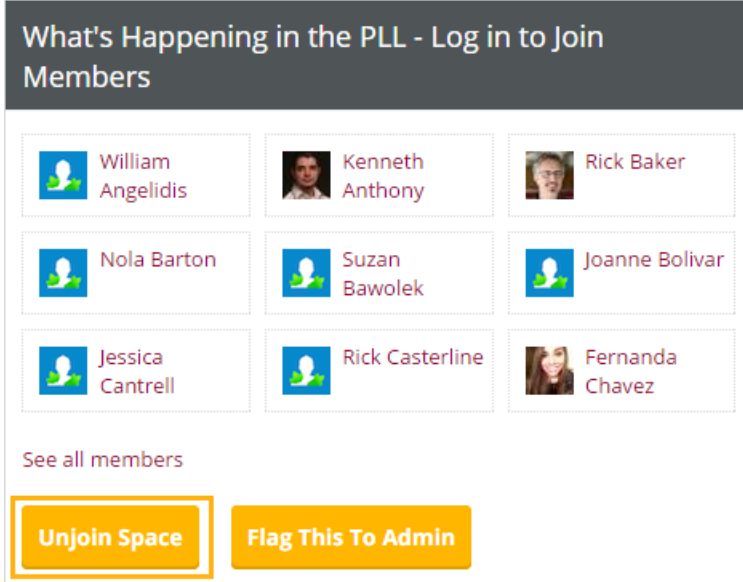 What's Happening in the PLL - Log in to Join
Members
William
Angelidis
Kenneth
Anthony
Rick Baker
Nola Barton
Suzan
Bawolek
Joanne Bolivar
Jessica
Cantrell
Rick Casterline
Fernanda
Chavez
See all members
Unjoin Space
Flag This To Admin